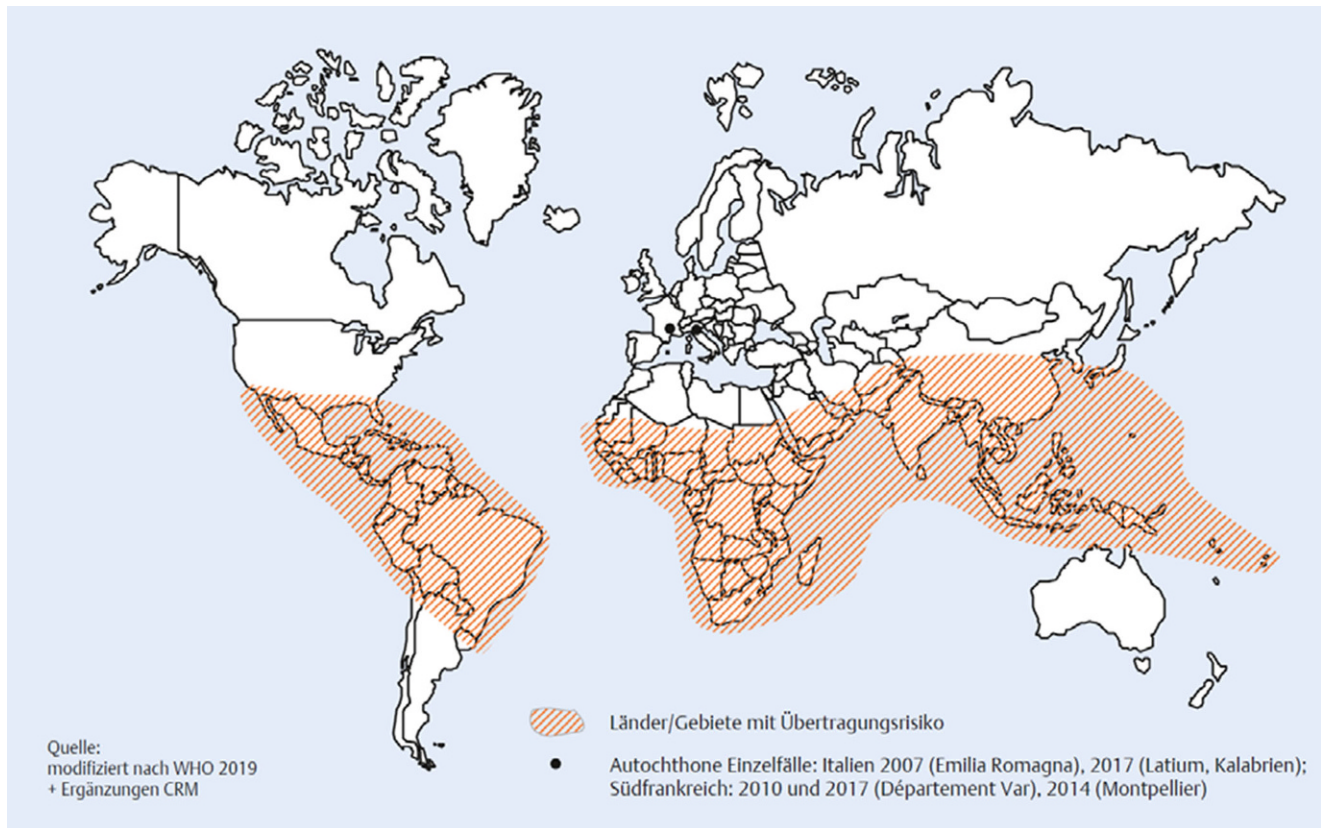 Länder/Gebiete mit Übertragungsrisiko
Quelle:
modifiziert nach WHO 2019
+ Ergänzungen CRM
Autochthone Einzelfälle: Italien 2007 (Emilia Romagna), 2017 (Latium, Kalabrien);
Südfrankreich: 2010 und 2017 (Département Var), 2014 (Montpellier)